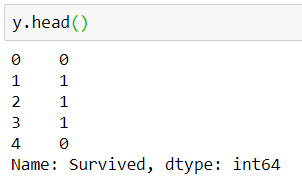 y.head()
0    0
1    1
2    1
3    1
4    0
Name: Survived, dtype: int64